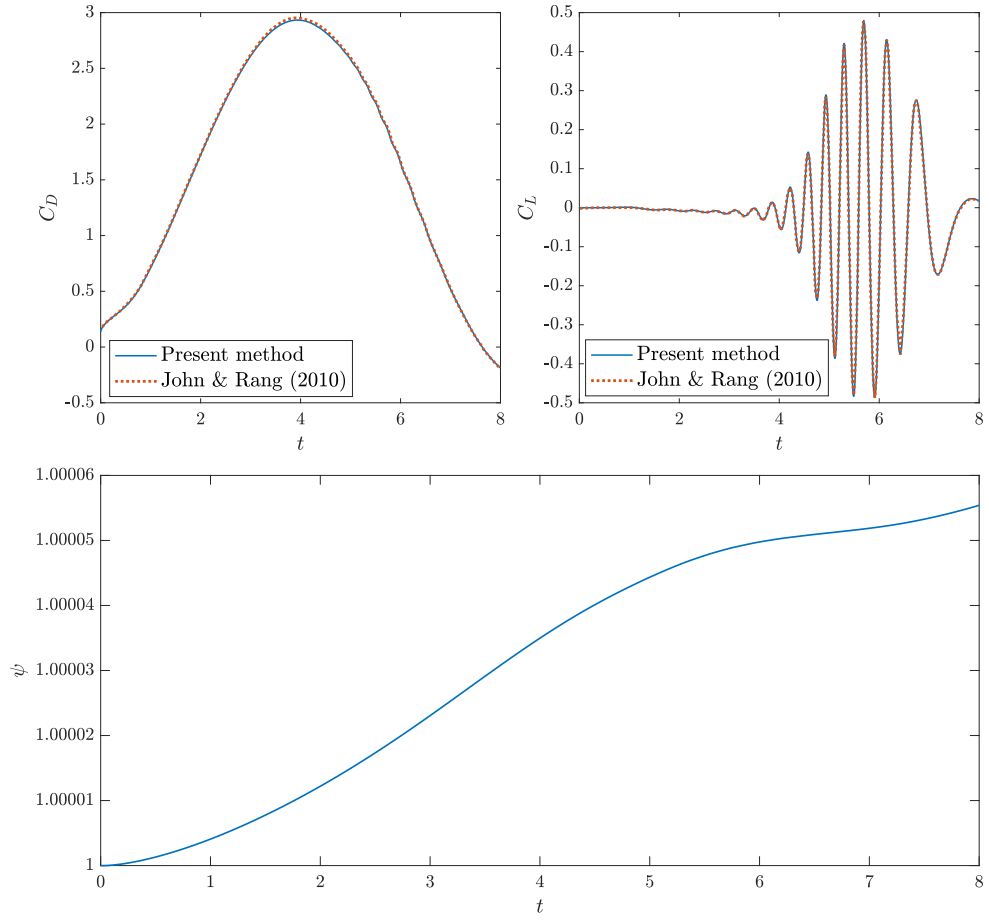 3
2.5
2
1.5
1
0.5
0
-0.5
C_D
0 2 4 6 8
t
Present method
John & Rang (2010)
0.5
0.4
0.3
0.2
0.1
0
-0.1
-0.2
-0.3
-0.4
0.5
C_L
0 2 4 6 8
t
Present method
John & Rang (2010)
1.00006
1.00005
1.00004
1.00003
1.00002
1.00001
1
ψ
0 1 2 3 4 5 6 7 8
t